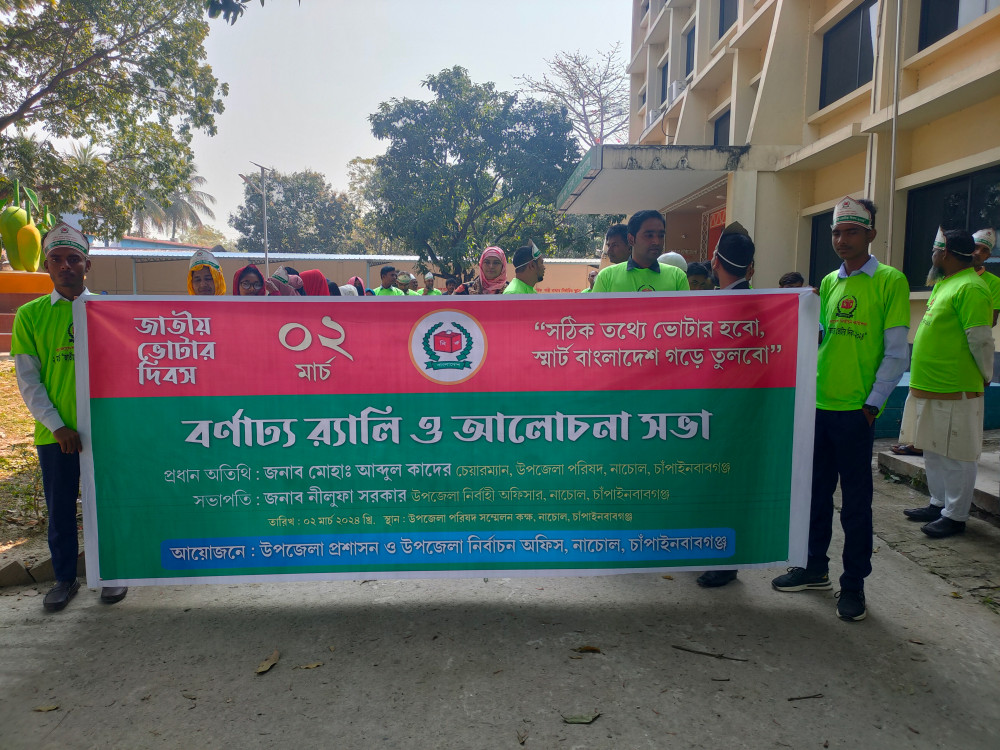 জাতীয়
ভোটার
দিবস
০২
মার্চ
বাংলাদেশ
“সঠিক তথ্যে ভোটার হবো,
স্মার্ট বাংলাদেশ গড়ে তুলবো”
বর্ণাঢ্য র‍্যালি ও আলোচনা সভা
প্রধান অতিথি : জনাব মোহাঃ আব্দুল কাদের চেয়ারম্যান, উপজেলা পরিষদ, নাচোল, চাঁপাইনবাবগঞ্জ
সভাপতি : জনাব নীলুফা সরকার উপজেলা নির্বাহী অফিসার, নাচোল, চাঁপাইনবাবগঞ্জ
তারিখ : ০২ মার্চ ২০২৪ খ্রি. স্থান : উপজেলা পরিষদ সম্মেলন কক্ষ, নাচোল, চাঁপাইনবাবগঞ্জ
আয়োজনে : উপজেলা প্রশাসন ও উপজেলা নির্বাচন অফিস, নাচোল, চাঁপাইনবাবগঞ্জ